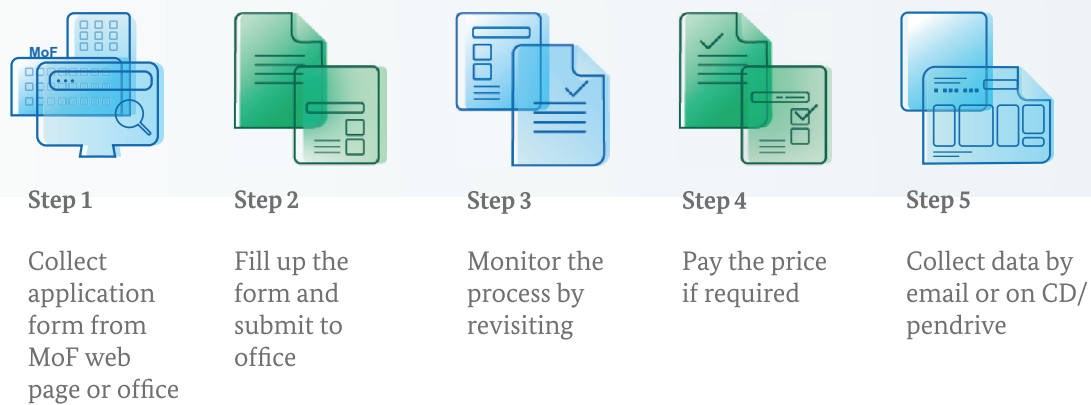 MoF
Step 1
Collect
application
form from
MoF web
page or office
Step 2
Fill up the
form and
submit to
office
Step 3
Monitor the
process by
revisiting
Step 4
Pay the price
if required
Step 5
Collect data by
email or on CD/
pendrive